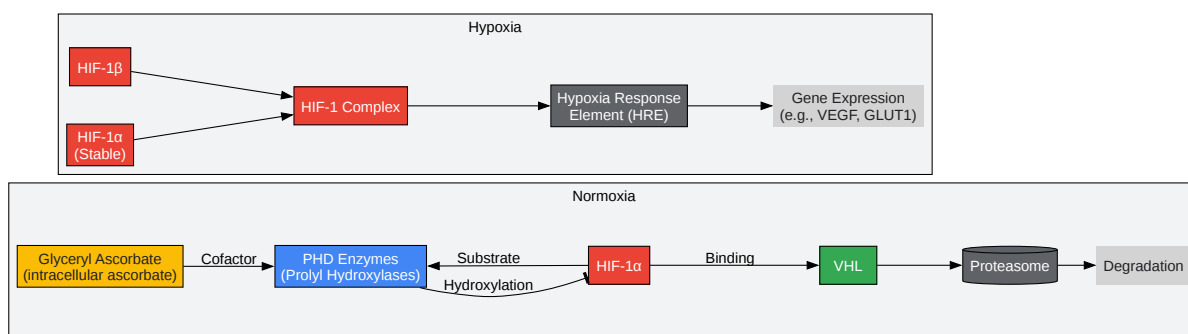 Hypoxia
HIF-1β
HIF-1α
(Stable)
HIF-1 Complex
Hypoxia Response
Element (HRE)
Gene Expression
(e.g., VEGF, GLUT1)
Normoxia
Glyceryl Ascorbate
(intracellular ascorbate)
Cofactor
PHD Enzymes
(Prolyl Hydroxylases)
Substrate
Hydroxylation
HIF-1α
Binding
VHL
Proteasome
Degradation